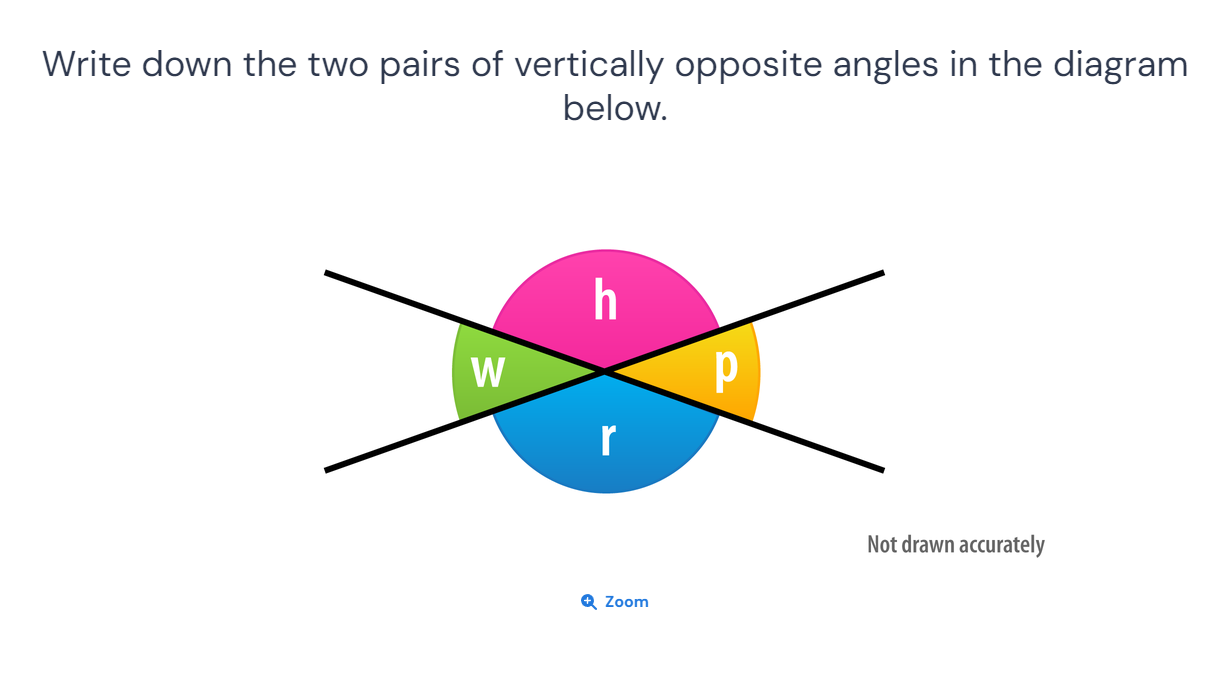 Write down the two pairs of vertically opposite angles in the diagram
below.
h
w
p
r
Not drawn accurately
Zoom